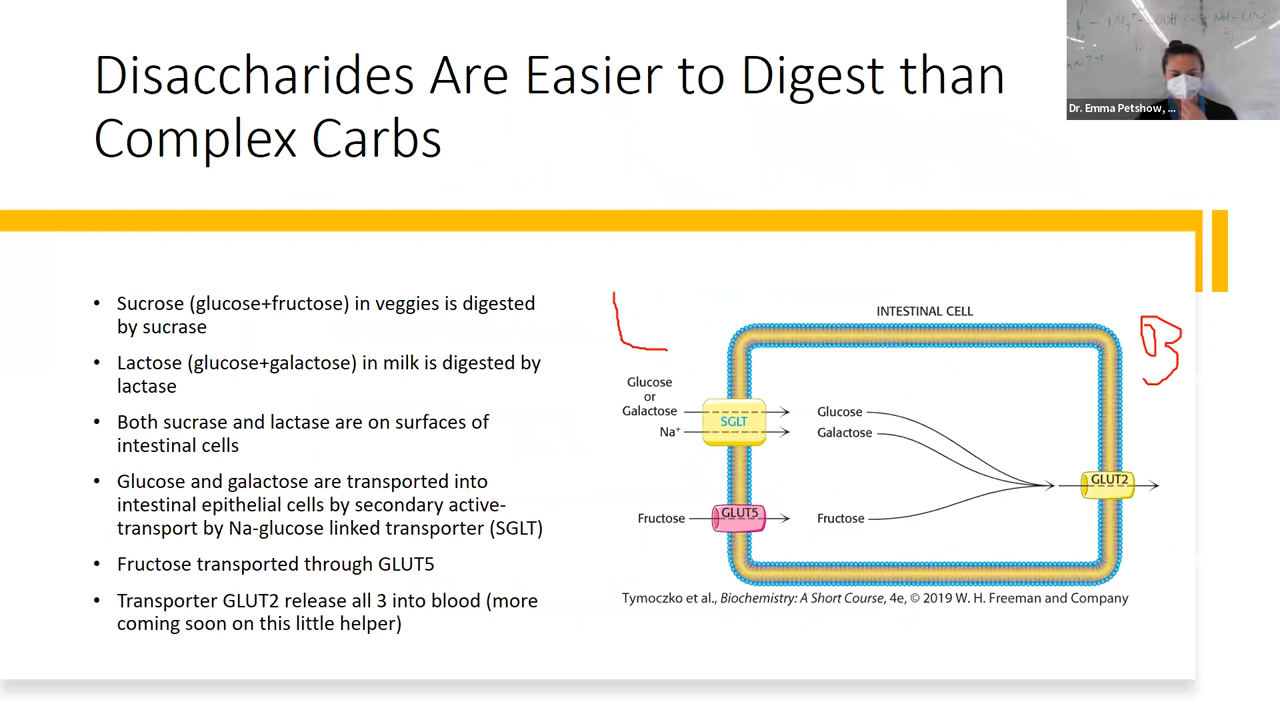 Disaccharides Are Easier to Digest than
Complex Carbs
Dr. Emma Petshow, ...
• Sucrose (glucose+fructose) in veggies is digested
by sucrase
• Lactose (glucose+galactose) in milk is digested by
lactase
• Both sucrase and lactase are on surfaces of
intestinal cells
• Glucose and galactose are transported into
intestinal epithelial cells by secondary active-
transport by Na-glucose linked transporter (SGLT)
• Fructose transported through GLUT5
• Transporter GLUT2 release all 3 into blood (more
coming soon on this little helper)
L
INTESTINAL CELL
B
Glucose
or
Galactose
Na⁺
SGLT
Glucose
Galactose
GLUT2
Fructose
GLUT5
Fructose
Tymoczko et al., Biochemistry: A Short Course, 4e, © 2019 W. H. Freeman and Company